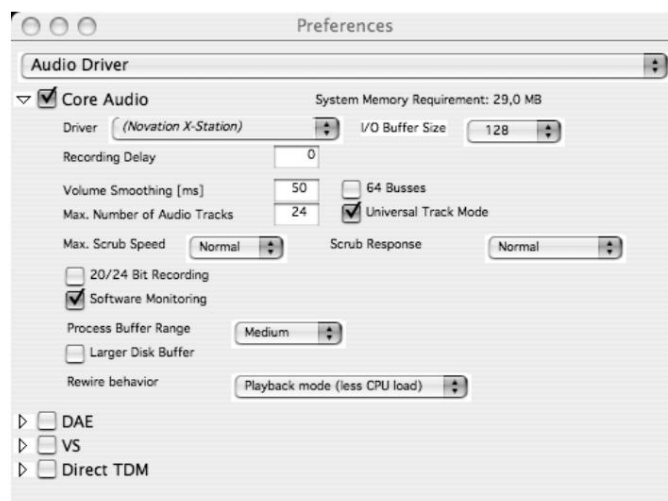 Preferences
Audio Driver
Core Audio System Memory Requirement: 29,0 MB
Driver (Novation X-Station) I/O Buffer Size 128
Recording Delay 0
Volume Smoothing [ms] 50 64 Busses
Max. Number of Audio Tracks 24 Universal Track Mode
Max. Scrub Speed Normal Scrub Response Normal
20/24 Bit Recording
Software Monitoring
Process Buffer Range Medium
Larger Disk Buffer
Rewire behavior Playback mode (less CPU load)
DAE
VS
Direct TDM